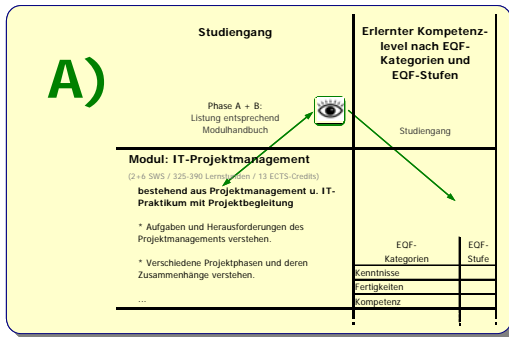 A)
Studiengang
Phase A + B:
Listung entsprechend
Modulhandbuch
Erlernter Kompetenz-
level nach EQF-
Kategorien und
EQF-Stufen
Studiengang
Modul: IT-Projektmanagement
(2+6 SWS / 325-390 Lernstunden / 13 ECTS-Credits)
bestehend aus Projektmanagement u. IT-
Praktikum mit Projektbegleitung
* Aufgaben und Herausforderungen des
Projektmanagements verstehen.
* Verschiedene Projektphasen und deren
Zusammenhänge verstehen.
...
EQF-
Kategorien
EQF-
Stufe
Kenntnisse
Fertigkeiten
Kompetenz